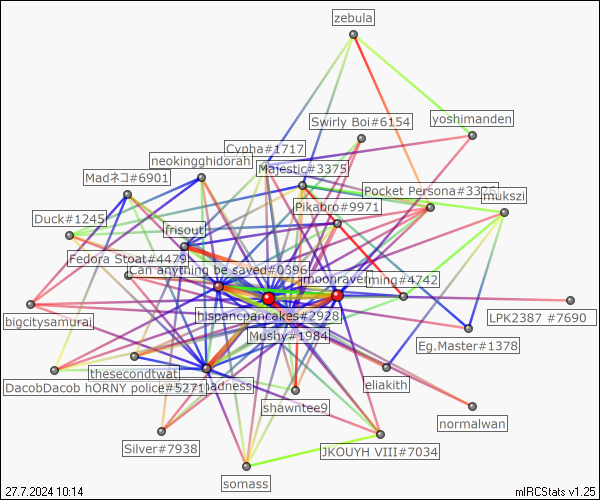 zebula
Swirly Boi#6154
yoshimanden
Cypha#1717
neokingghidorah
Majestic#3375
Madネコ#6901
Pocket Persona#33
mukszi
Pikabro#9971
Duck#1245
frisout
Fedora Stoat#4479
Can anything be saved#0396
moonraven
ming#4742
hispancpancakes#2928
bigcitysamurai
LPK2387 #7690
Mushy#1984
Eg.Master#1378
thesecondtwat
DacobDacob hORNY police#5271
adness
eliakith
shawntee9
normalwan
Silver#7938
JKOUYH VIII#7034
somass
27.7.2024 10:14
mIRCStats v1.25